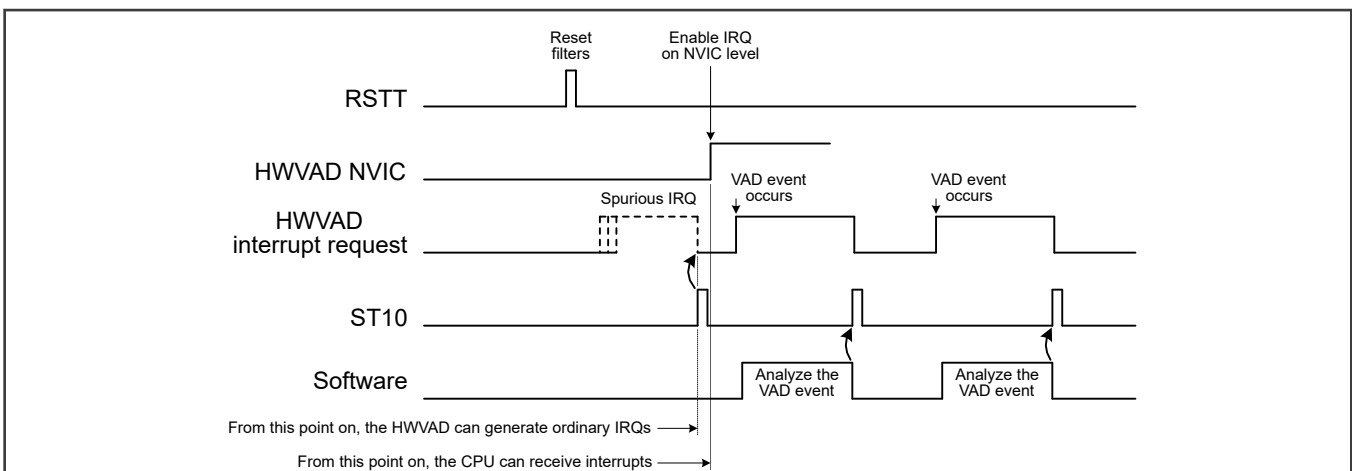 Reset
filters
Enable IRQ
on NVIC level
RSTT
HWVAD NVIC
VAD event
occurs
VAD event
occurs
Spurious IRQ
HWVAD
interrupt request
ST10
Software
Analyze the
VAD event
Analyze the
VAD event
From this point on, the HWVAD can generate ordinary IRQs
From this point on, the CPU can receive interrupts